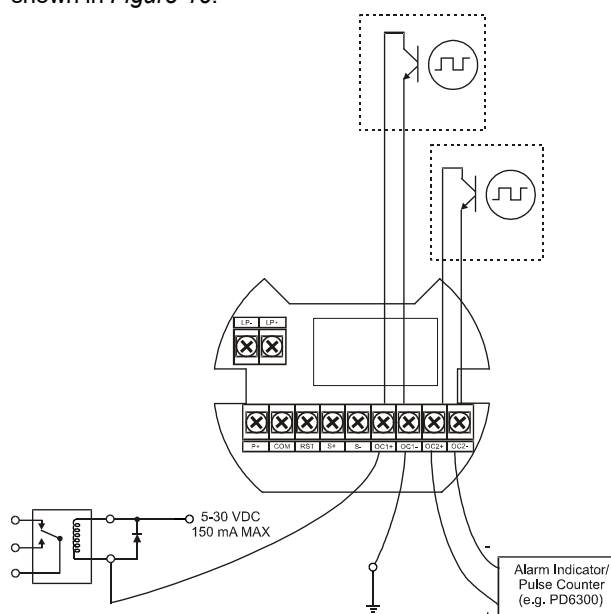 shown in Figure 16.
LP- LP+
P+ COM RST S+ S- OC1+ OC1- OC2+ OC2-
5-30 VDC
150 mA MAX
-
Alarm Indicator/
Pulse Counter
(e.g. PD6300)
+